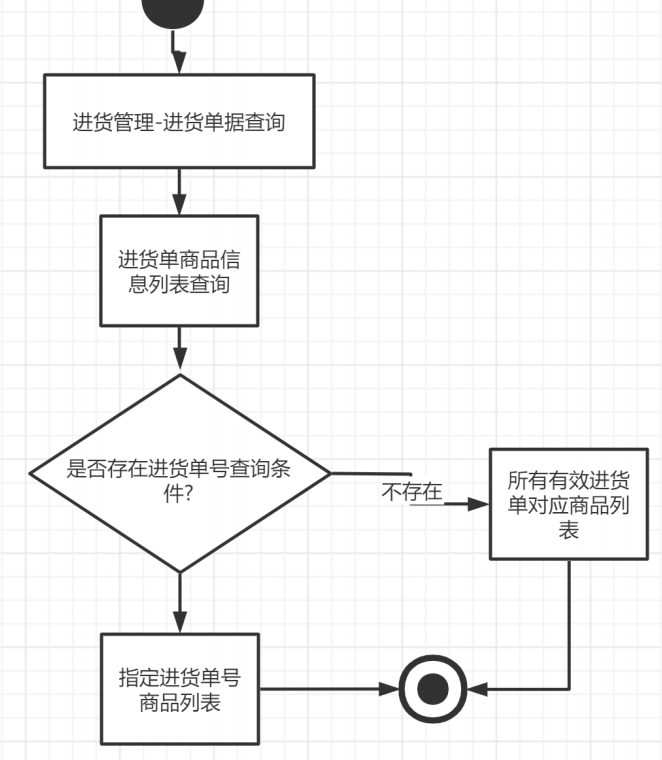 进货管理-进货单据查询
进货单商品信
息列表查询
是否存在进货单号查询条
件?
不存在
所有有效进货
单对应商品列
表
指定进货单号
商品列表